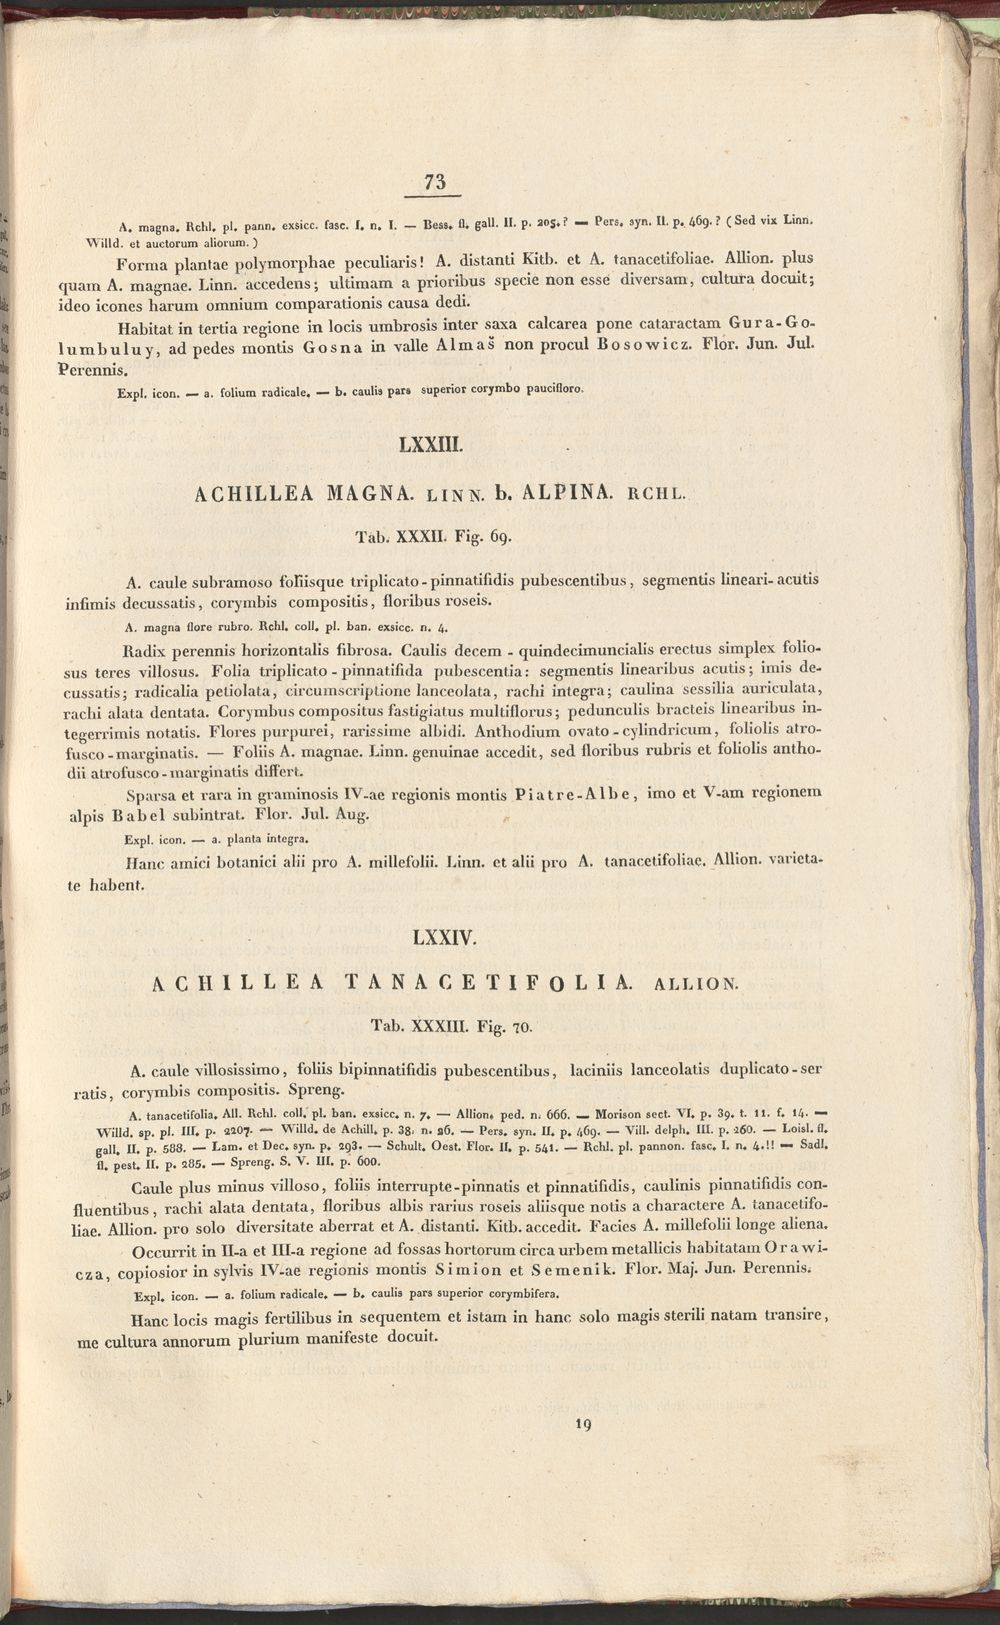 73
A. magna. Rchl. pl. pann. exsicc. fasc. I. n. I. — Bess. fl. gall. II. p. 205.? — Pers. syn. II. p. 469.? (Sed vix Linn.
Willd. et auctorum aliorum.)
Forma plantae polymorphae peculiaris! A. distanti Kitb. et A. tanacetifoliae. Allion. plus
quam A. magnae. Linn. accedens; ultimam a prioribus specie non esse diversam, cultura docuit;
ideo icones harum omnium comparationis causa dedi.
Habitat in tertia regione in locis umbrosis inter saxa calcarea pone cataractam Gura-Go-
lumbuluy, ad pedes montis Gosna in valle Almaš non procul Bosowicz. Flor. Jun. Jul.
Perennis.
Expl. icon. — a. folium radicale. — b. caulis pars superior corymbo paucifloro.
LXXIII.
ACHILLEA MAGNA. LINN. b. ALPINA. RCHL.
Tab. XXXII. Fig. 69.
A. caule subramoso foliisque triplicato-pinnatifidis pubescentibus, segmentis lineari-acutis
infimis decussatis, corymbis compositis, floribus roseis.
A. magna flore rubro. Rchl. coll. pl. ban. exsicc. n. 4.
Radix perennis horizontalis fibrosa. Caulis decem - quindecimuncialis erectus simplex folio-
sus teres villosus. Folia triplicato-pinnatifida pubescentia: segmentis linearibus acutis; imis de-
cussatis; radicalia petiolata, circumscriptione lanceolata, rachi integra; caulina sessilia auriculata,
rachi alata dentata. Corymbus compositus fastigiatus multiflorus; pedunculis bracteis linearibus in-
tegerrimis notatis. Flores purpurei, rarissime albidi. Anthodium ovato-cylindricum, foliolis atro-
fusco-marginatis. — Foliis A. magnae. Linn. genuinae accedit, sed floribus rubris et foliolis antho-
dii atrofusco-marginatis differt.
Sparsa et rara in graminosis IV-ae regionis montis Piatre-Albe, imo et V-am regionem
alpis Babel subintrat. Flor. Jul. Aug.
Expl. icon. — a. planta integra.
Hanc amici botanici alii pro A. millefolii. Linn. et alii pro A. tanacetifoliae. Allion. varieta-
te habent.
LXXIV.
ACHILLEA TANACETIFOLIA. ALLION.
Tab. XXXIII. Fig. 70.
A. caule villosissimo, foliis bipinnatifidis pubescentibus, laciniis lanceolatis duplicato-ser
ratis, corymbis compositis. Spreng.
A. tanacetifolia. All. Rchl. coll. pl. ban. exsicc. n. 7. — Allion. ped. n. 666. — Morison sect. VI. p. 39. t. 11. f. 14. —
Willd. sp. pl. III. p. 2207. — Willd. de Achill. p. 38. n. 26. — Pers. syn. II. p. 469. — Vill. delph. III. p. 260. — Loisl. fl.
gall. II. p. 588. — Lam. et Dec. syn. p. 293. — Schult. Oest. Flor. II. p. 541. — Rchl. pl. pannon. fasc. I. n. 4.!! — Sadl.
fl. pest. II. p. 285. — Spreng. S. V. III. p. 600.
Caule plus minus villoso, foliis interrupte-pinnatis et pinnatifidis, caulinis pinnatifidis con-
fluentibus, rachi alata dentata, floribus albis rarius roseis aliisque notis a charactere A. tanacetifo-
liae. Allion. pro solo diversitate aberrat et A. distanti. Kitb. accedit. Facies A. millefolii longe aliena.
Occurrit in II-a et III-a regione ad fossas hortorum circa urbem metallicis habitatam Orawi-
cza, copiosior in sylvis IV-ae regionis montis Simion et Semenik. Flor. Maj. Jun. Perennis.
Expl. icon. — a. folium radicale. — b. caulis pars superior corymbifera.
Hanc locis magis fertilibus in sequentem et istam in hanc solo magis sterili natam transire,
me cultura annorum plurium manifeste docuit.
19